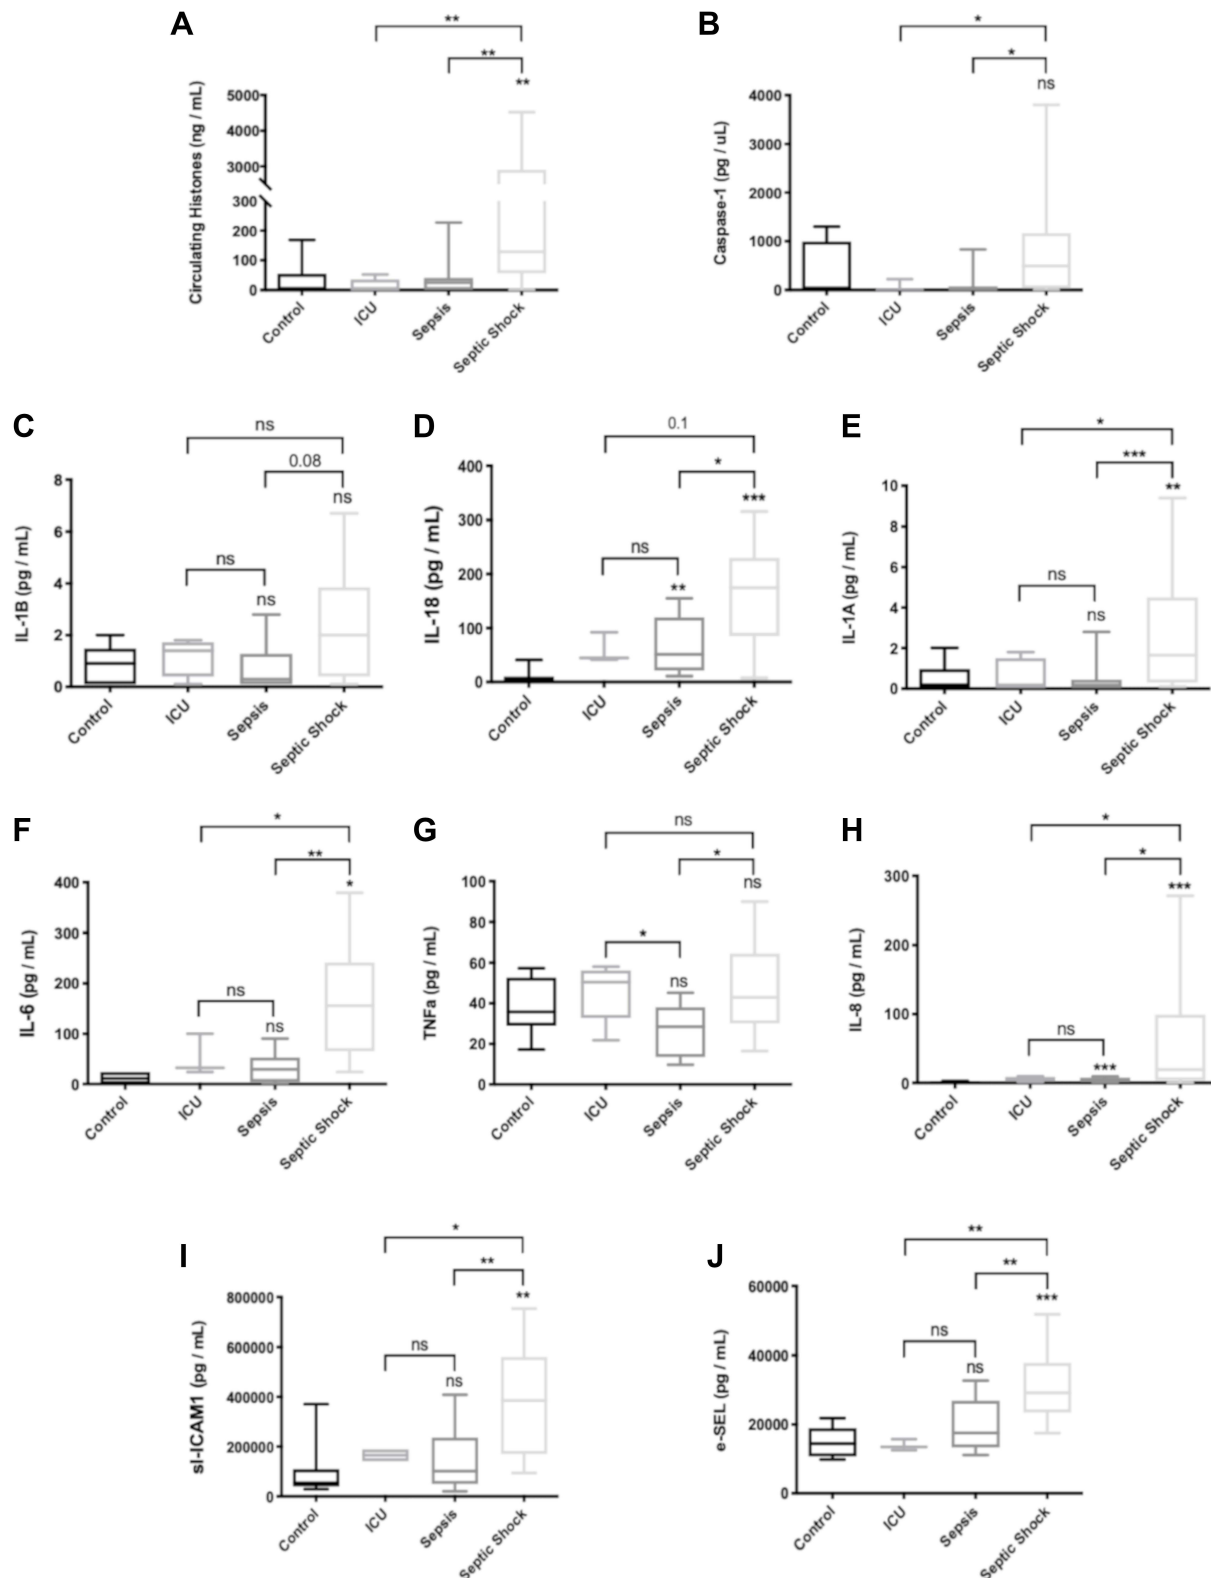 A
**
**
**
Circulating Histones (ng / mL)
5000
4000
3000
300
200
100
0
Control
ICU
Sepsis
Septic Shock
B
*
*
ns
Caspase-1 (pg / uL)
4000
3000
2000
1000
0
Control
ICU
Sepsis
Septic Shock
C
ns
0.08
ns
ns
ns
IL-1B (pg / mL)
8
6
4
2
0
Control
ICU
Sepsis
Septic Shock
D
0.1
*
***
ns
**
IL-18 (pg / mL)
400
300
200
100
0
Control
ICU
Sepsis
Septic Shock
E
*
***
**
ns
ns
IL-1A (pg / mL)
10
8
6
4
2
0
Control
ICU
Sepsis
Septic Shock
F
*
**
*
ns
ns
IL-6 (pg / mL)
400
300
200
100
0
Control
ICU
Sepsis
Septic Shock
G
ns
*
ns
*
ns
TNFa (pg / mL)
100
80
60
40
20
0
Control
ICU
Sepsis
Septic Shock
H
*
*
***
ns
***
IL-8 (pg / mL)
300
200
100
0
Control
ICU
Sepsis
Septic Shock
I
*
**
**
ns
ns
sI-ICAM1 (pg / mL)
800000
600000
400000
200000
0
Control
ICU
Sepsis
Septic Shock
J
**
**
***
ns
ns
e-SEL (pg / mL)
60000
40000
20000
0
Control
ICU
Sepsis
Septic Shock